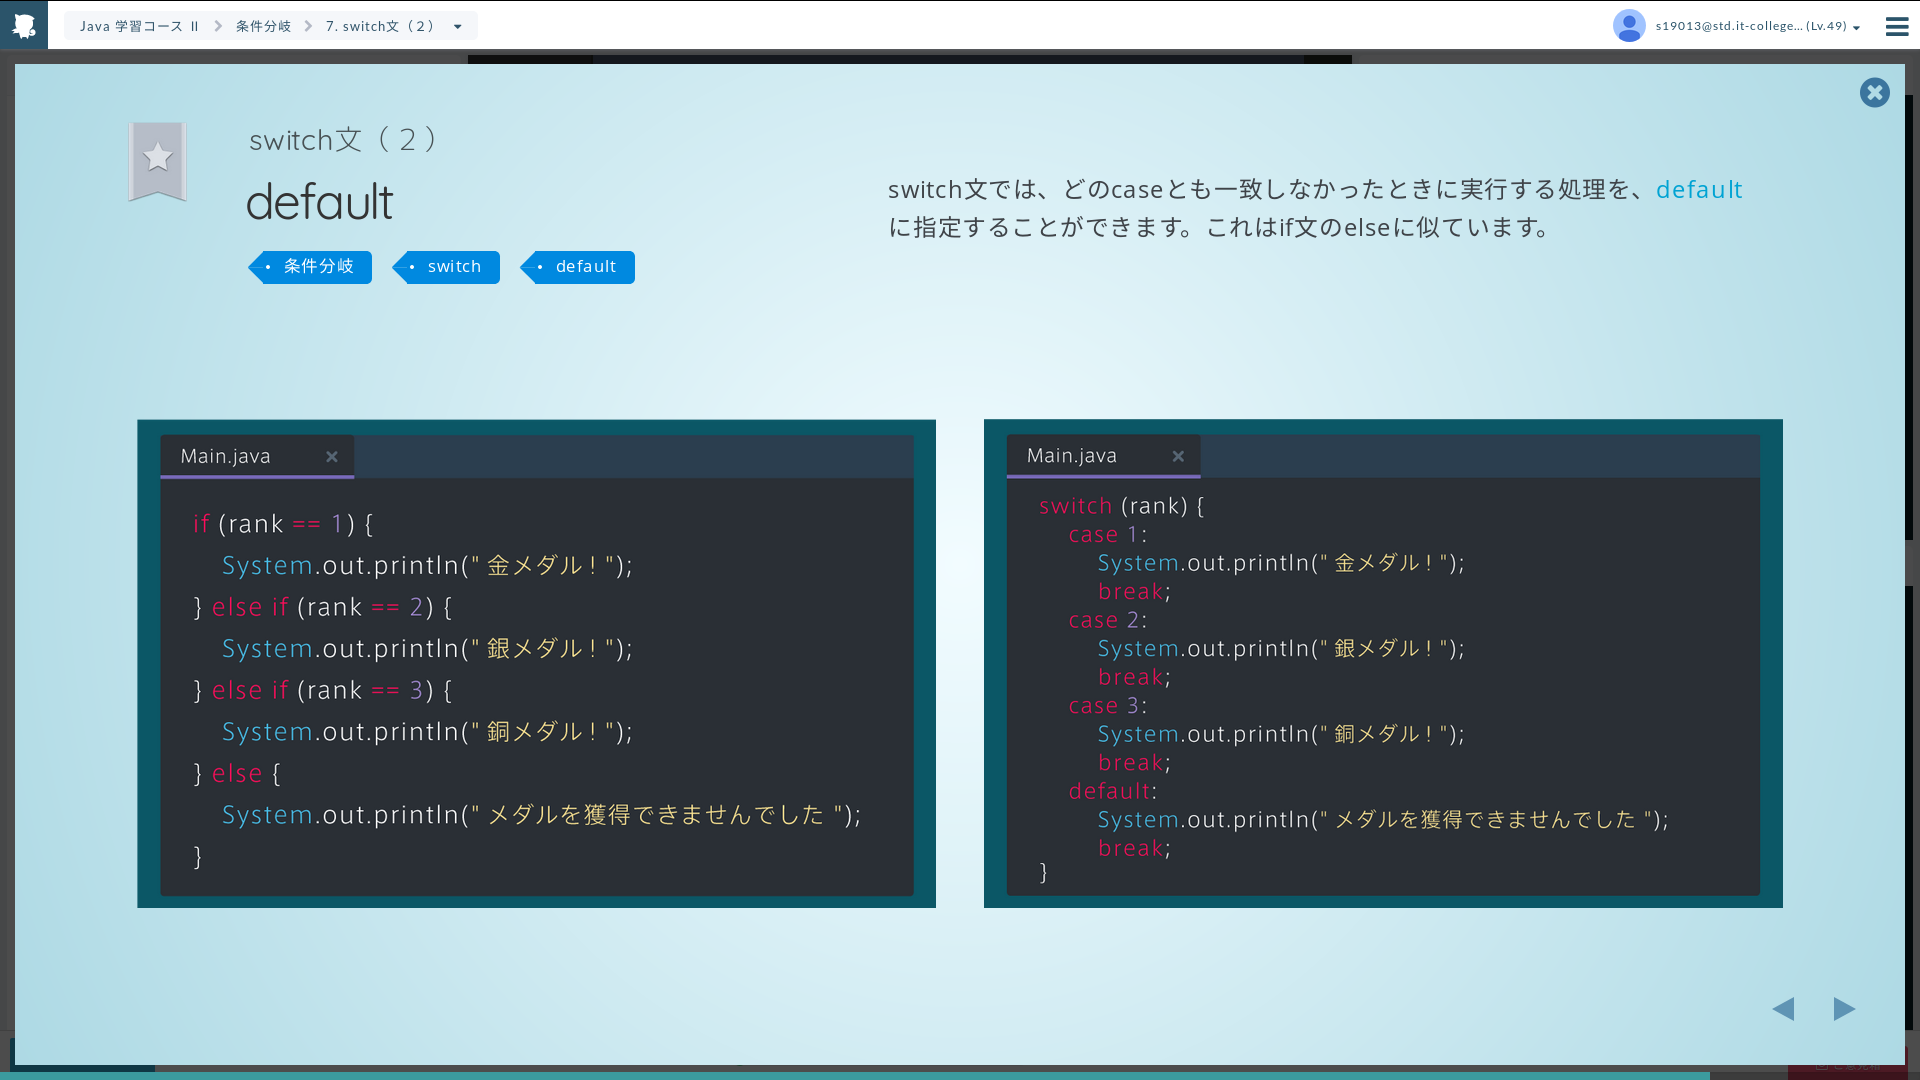 Java 学習コース Ⅱ
条件分岐
7. switch文（２）
s19013@std.it-college... (Lv.49)
switch文（２）
default
条件分岐
switch
default
switch文では、どのcaseとも一致しなかったときに実行する処理を、default
に指定することができます。これはif文のelseに似ています。
Main.java
if (rank == 1) {
System.out.println(" 金メダル ! ");
} else if (rank == 2) {
System.out.println(" 銀メダル ! ");
} else if (rank == 3) {
System.out.println(" 銅メダル ! ");
} else {
System.out.println(" メダルを獲得できませんでした ");
}
Main.java
switch (rank) {
case 1:
System.out.println(" 金メダル ! ");
break;
case 2:
System.out.println(" 銀メダル ! ");
break;
case 3:
System.out.println(" 銅メダル ! ");
break;
default:
System.out.println(" メダルを獲得できませんでした ");
break;
}